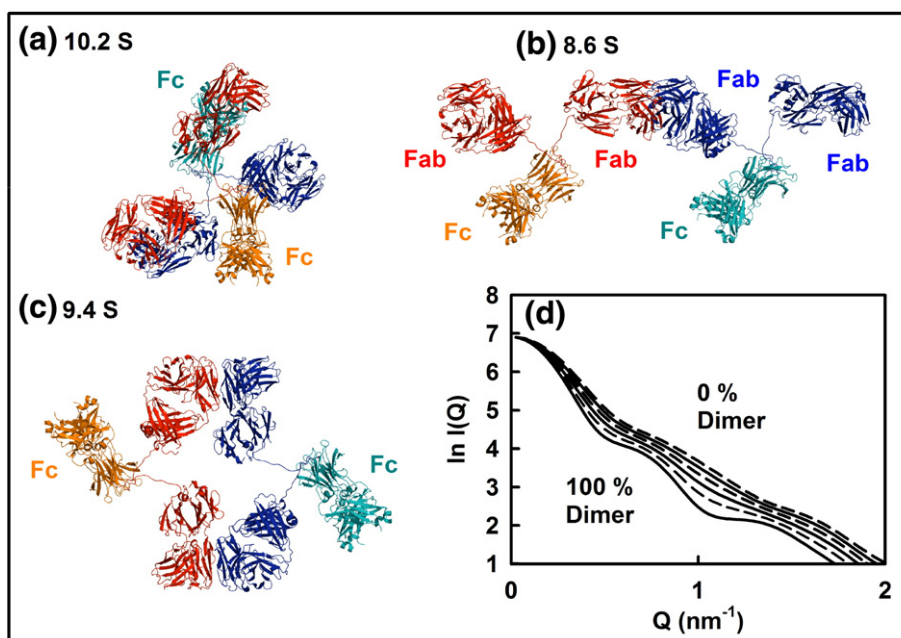 (a) 10.2 S
Fc
Fc
(b) 8.6 S
Fab
Fab
Fab
Fab
Fc
Fc
(c) 9.4 S
Fc
Fc
(d)
8
7
6
5
4
3
2
1
ln I(Q)
0 %
Dimer
100 %
Dimer
0 1 2
Q (nm⁻¹)